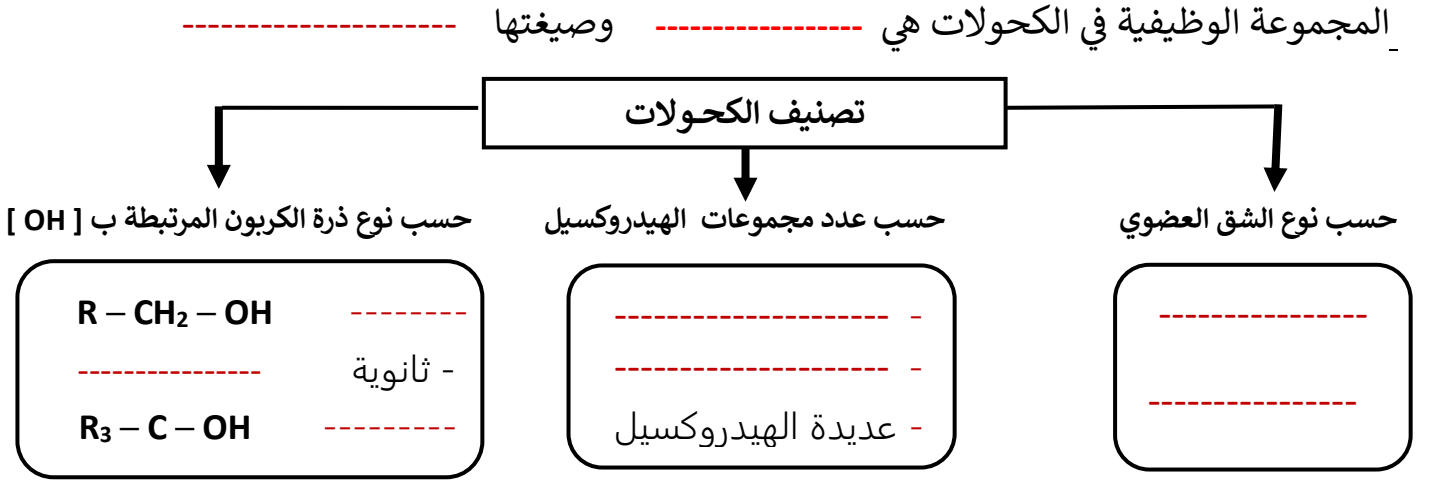 المجموعة الوظيفية في الكحولات هي ------------------ وصيغتها ------------------------
تصنيف الكحـولات
حسب نوع الشق العضوي
--------------------
--------------------
حسب عدد مجموعات الهيدروكسيل
- ------------------------
- ------------------------
- عديدة الهيدروكسيل
حسب نوع ذرة الكربون المرتبطة ب [ OH ]
-------- R – CH₂ – OH
- ثانوية ----------------
--------- R₃ – C – OH